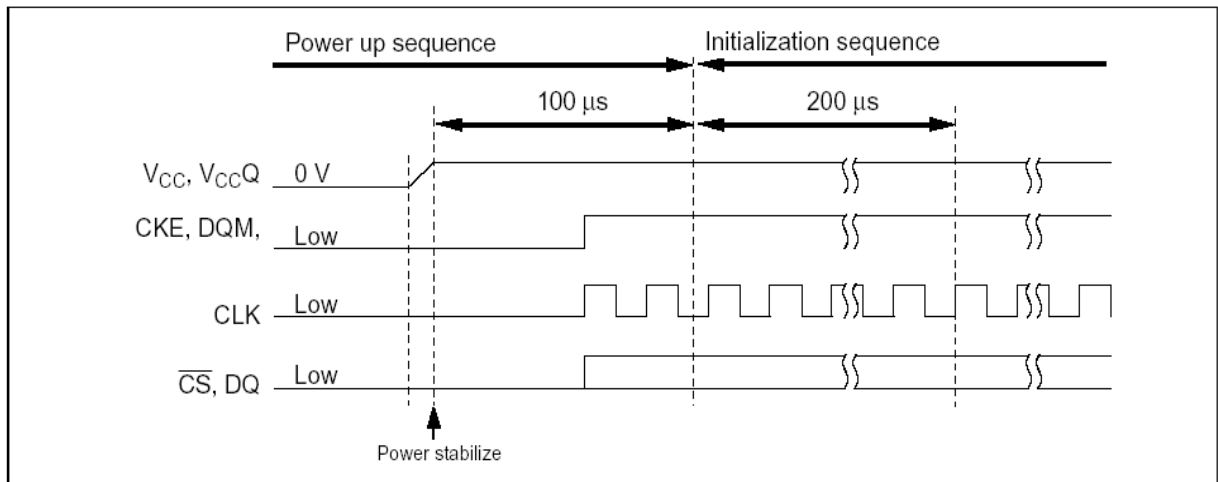 Power up sequence
Initialization sequence
100 μs
200 μs
VCC, VCCQ
0 V
CKE, DQM,
Low
CLK
Low
CS, DQ
Low
Power stabilize